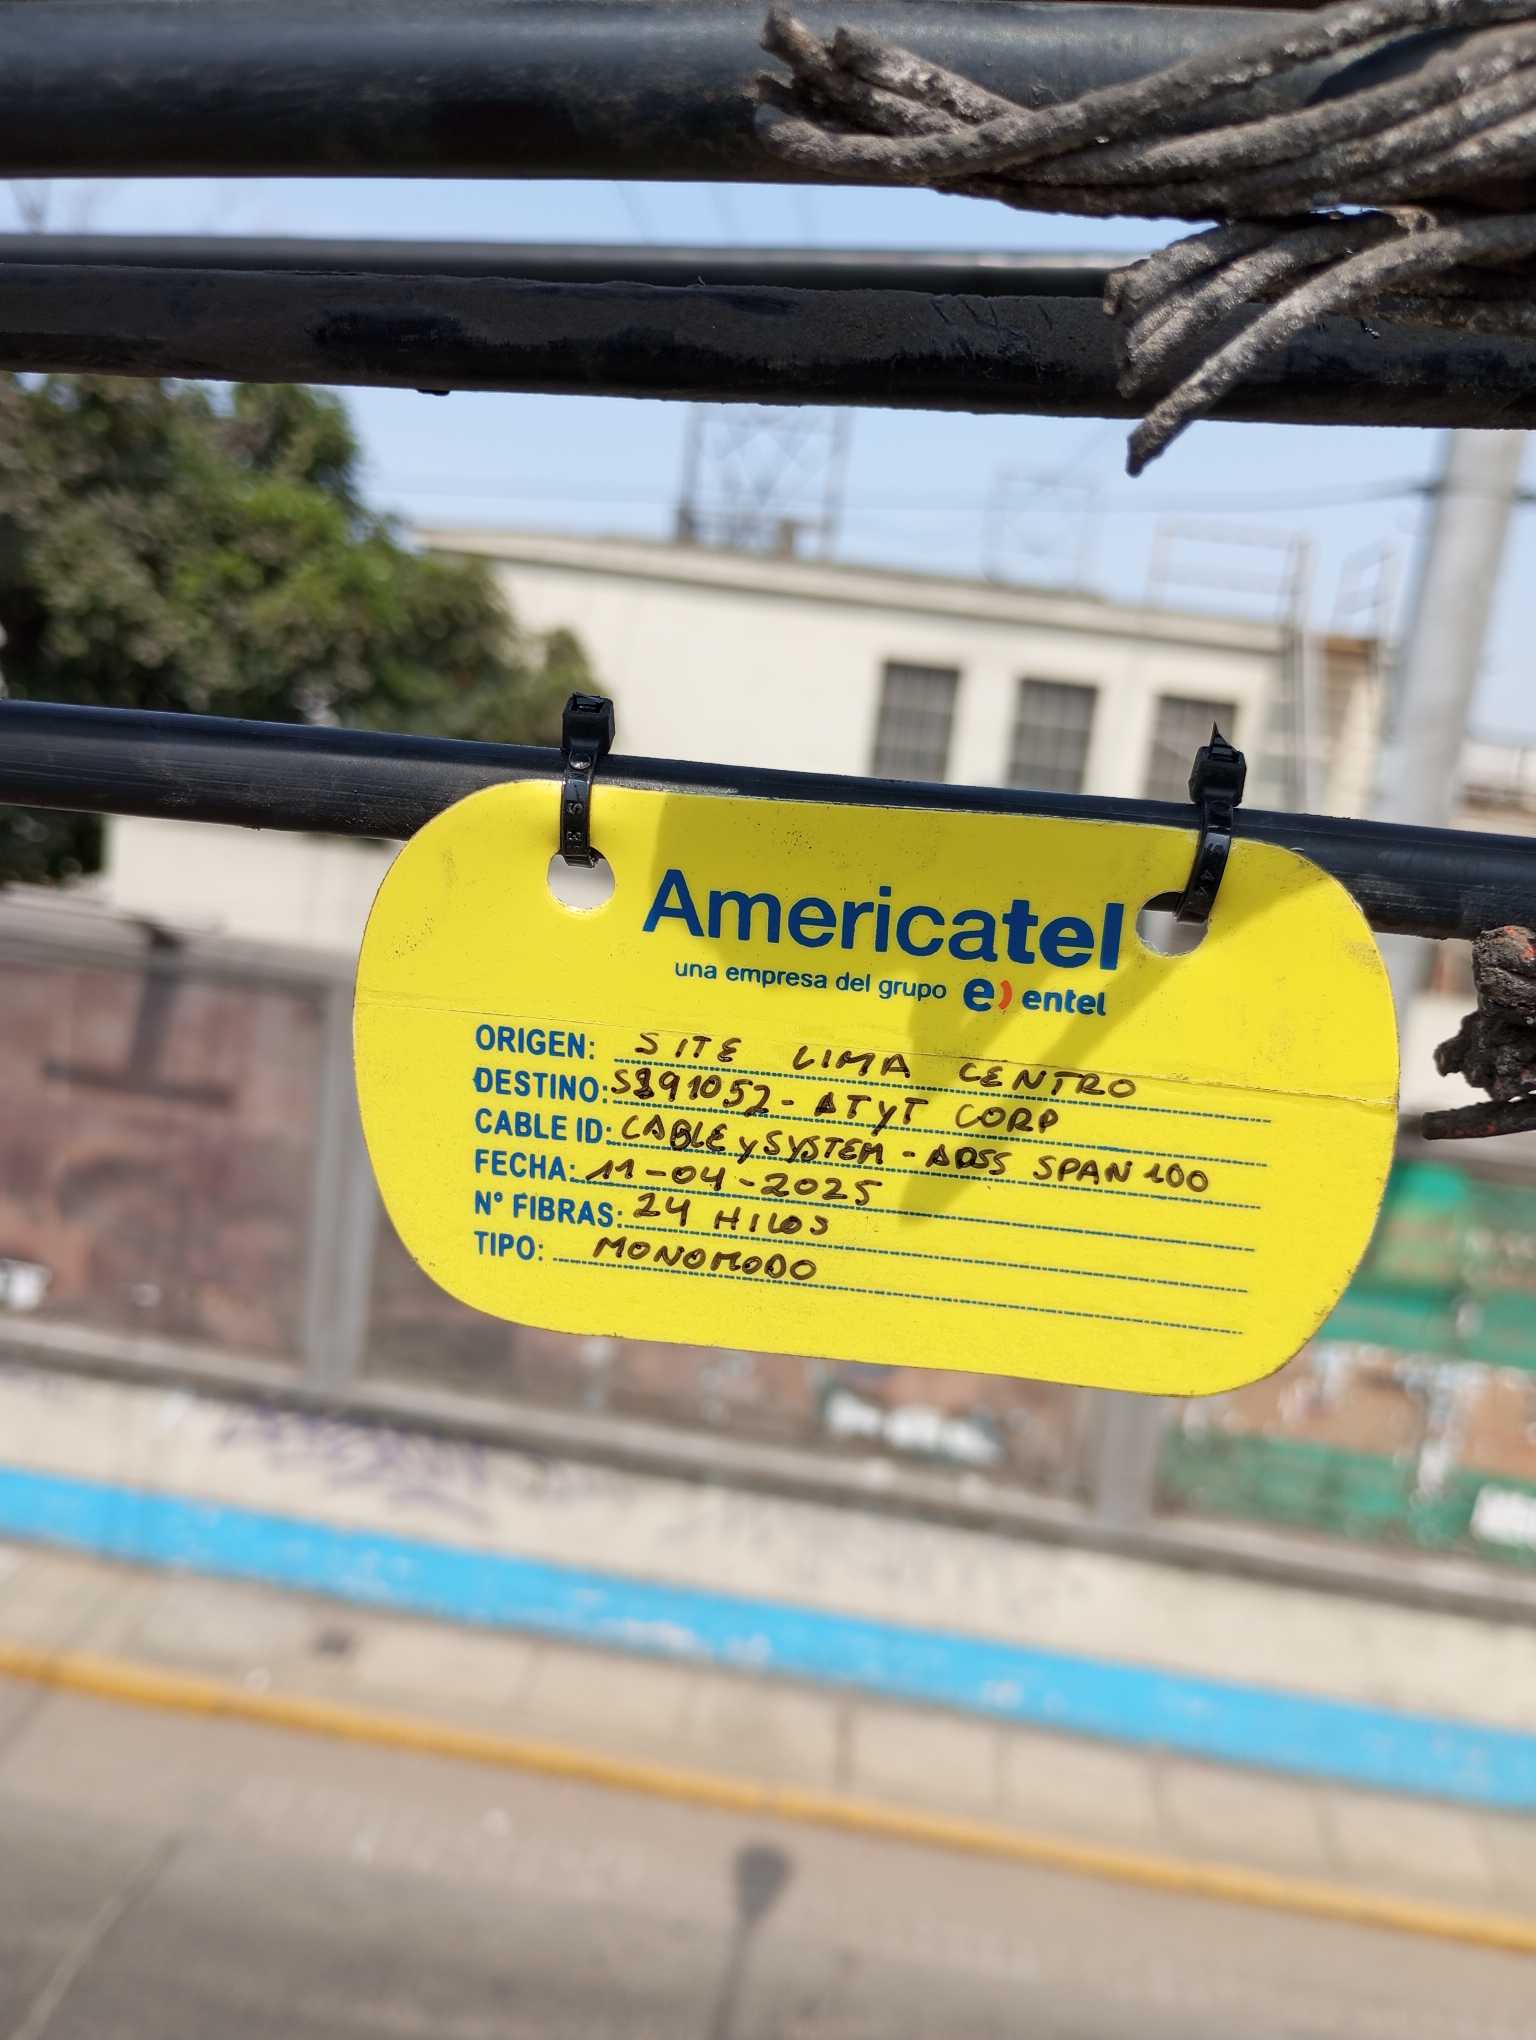 Americatel
una empresa del grupo e) entel
ORIGEN: SITE LIMA CENTRO
DESTINO: S191052 - ATYT CORP
CABLE ID: CABLE y SYSTEM - ADSS SPAN 100
FECHA: 11-04-2025
N° FIBRAS: 24 HILOS
TIPO: MONOMODO